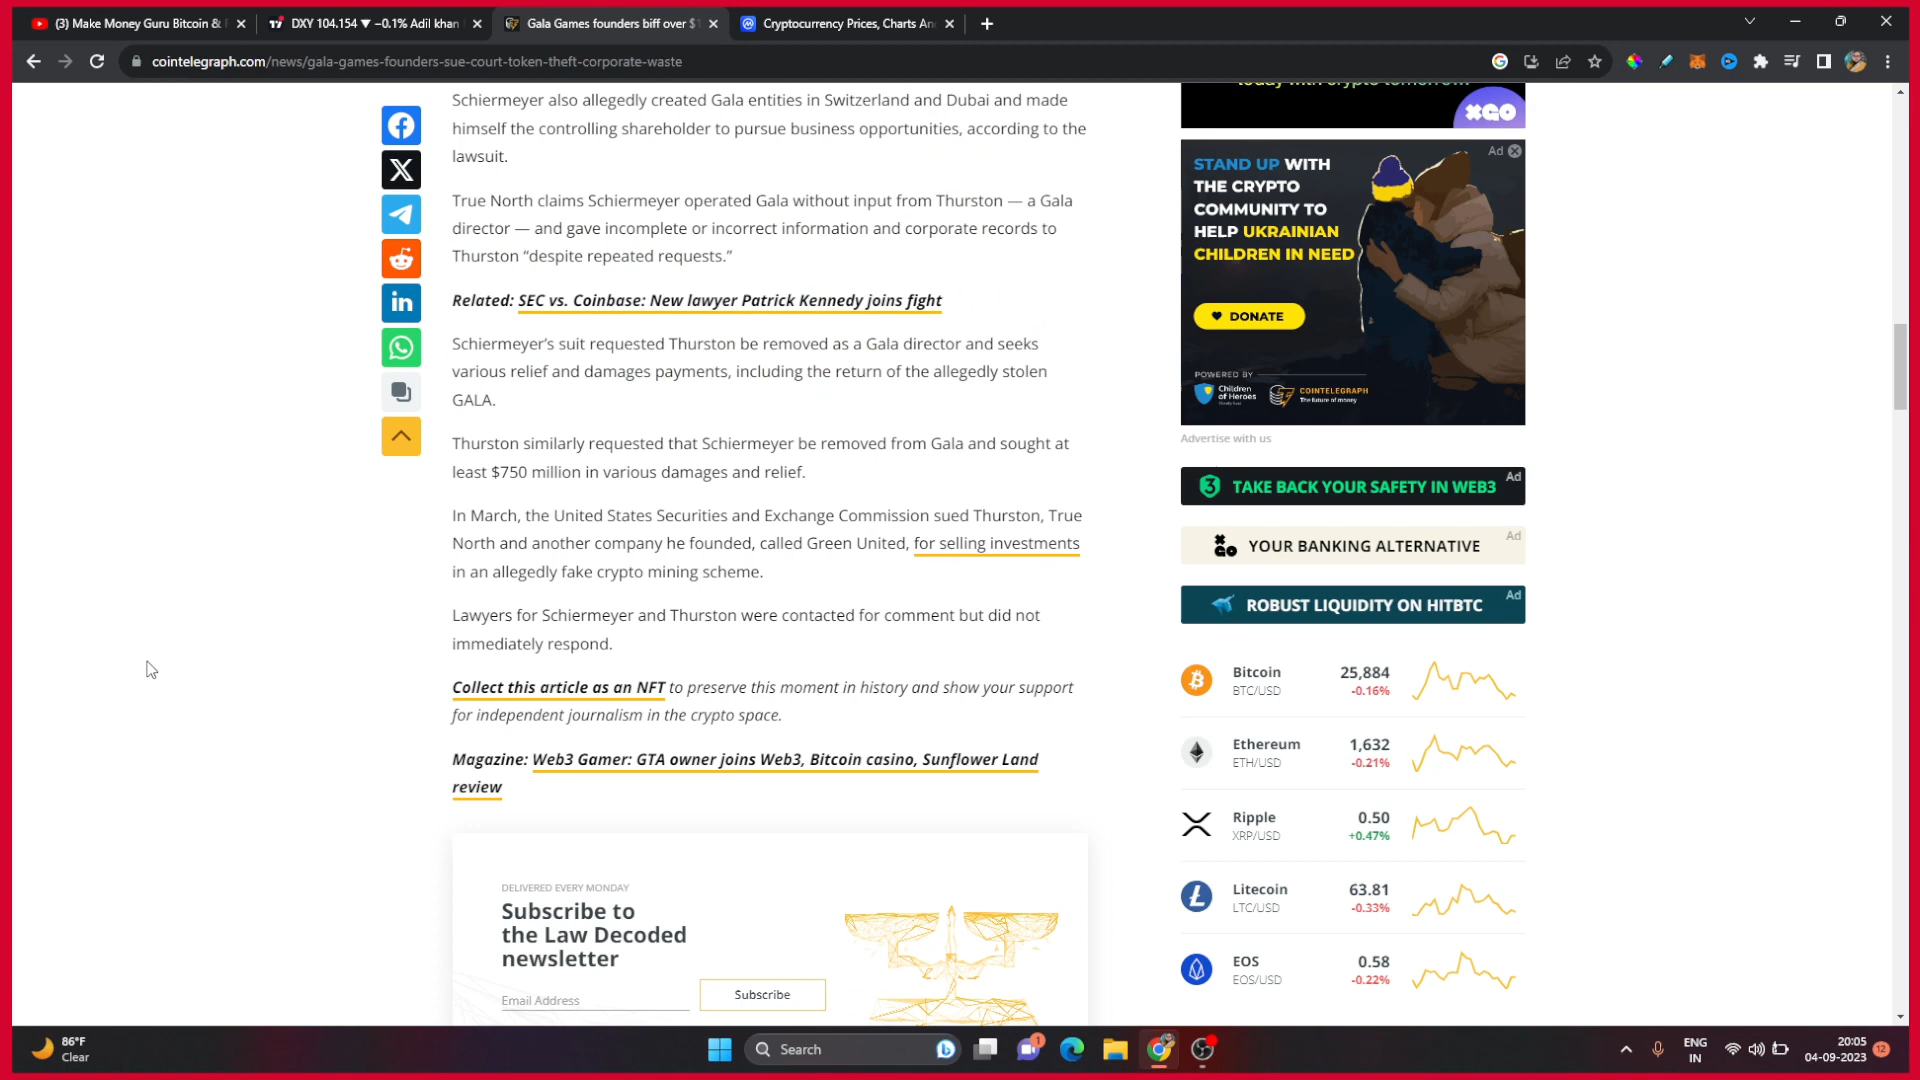 (3) Make Money Guru Bitcoin &
DXY 104.154 ▼ −0.1% Adil khan
Gala Games founders biff over $1
Cryptocurrency Prices, Charts An
cointelegraph.com/news/gala-games-founders-sue-court-token-theft-corporate-waste
Schiermeyer also allegedly created Gala entities in Switzerland and Dubai and made
himself the controlling shareholder to pursue business opportunities, according to the
lawsuit.
True North claims Schiermeyer operated Gala without input from Thurston — a Gala
director — and gave incomplete or incorrect information and corporate records to
Thurston “despite repeated requests.”
Related: SEC vs. Coinbase: New lawyer Patrick Kennedy joins fight
Schiermeyer’s suit requested Thurston be removed as a Gala director and seeks
various relief and damages payments, including the return of the allegedly stolen
GALA.
Thurston similarly requested that Schiermeyer be removed from Gala and sought at
least $750 million in various damages and relief.
In March, the United States Securities and Exchange Commission sued Thurston, True
North and another company he founded, called Green United, for selling investments
in an allegedly fake crypto mining scheme.
Lawyers for Schiermeyer and Thurston were contacted for comment but did not
immediately respond.
Collect this article as an NFT to preserve this moment in history and show your support
for independent journalism in the crypto space.
Magazine: Web3 Gamer: GTA owner joins Web3, Bitcoin casino, Sunflower Land
review
DELIVERED EVERY MONDAY
Subscribe to
the Law Decoded
newsletter
Email Address
Subscribe
today with crypto tomorrow...
XGO
Ad
STAND UP WITH
THE CRYPTO
COMMUNITY TO
HELP UKRAINIAN
CHILDREN IN NEED
DONATE
POWERED BY
Children
of Heroes
COINTELEGRAPH
The future of money
Advertise with us
TAKE BACK YOUR SAFETY IN WEB3
Ad
XGO
YOUR BANKING ALTERNATIVE
Ad
ROBUST LIQUIDITY ON HITBTC
Ad
Bitcoin 25,884
BTC/USD -0.16%
Ethereum 1,632
ETH/USD -0.21%
Ripple 0.50
XRP/USD +0.47%
Litecoin 63.81
LTC/USD -0.33%
EOS 0.58
EOS/USD -0.22%
86°F
Clear
Search
1
ENG
IN
20:05
04-09-2023
12